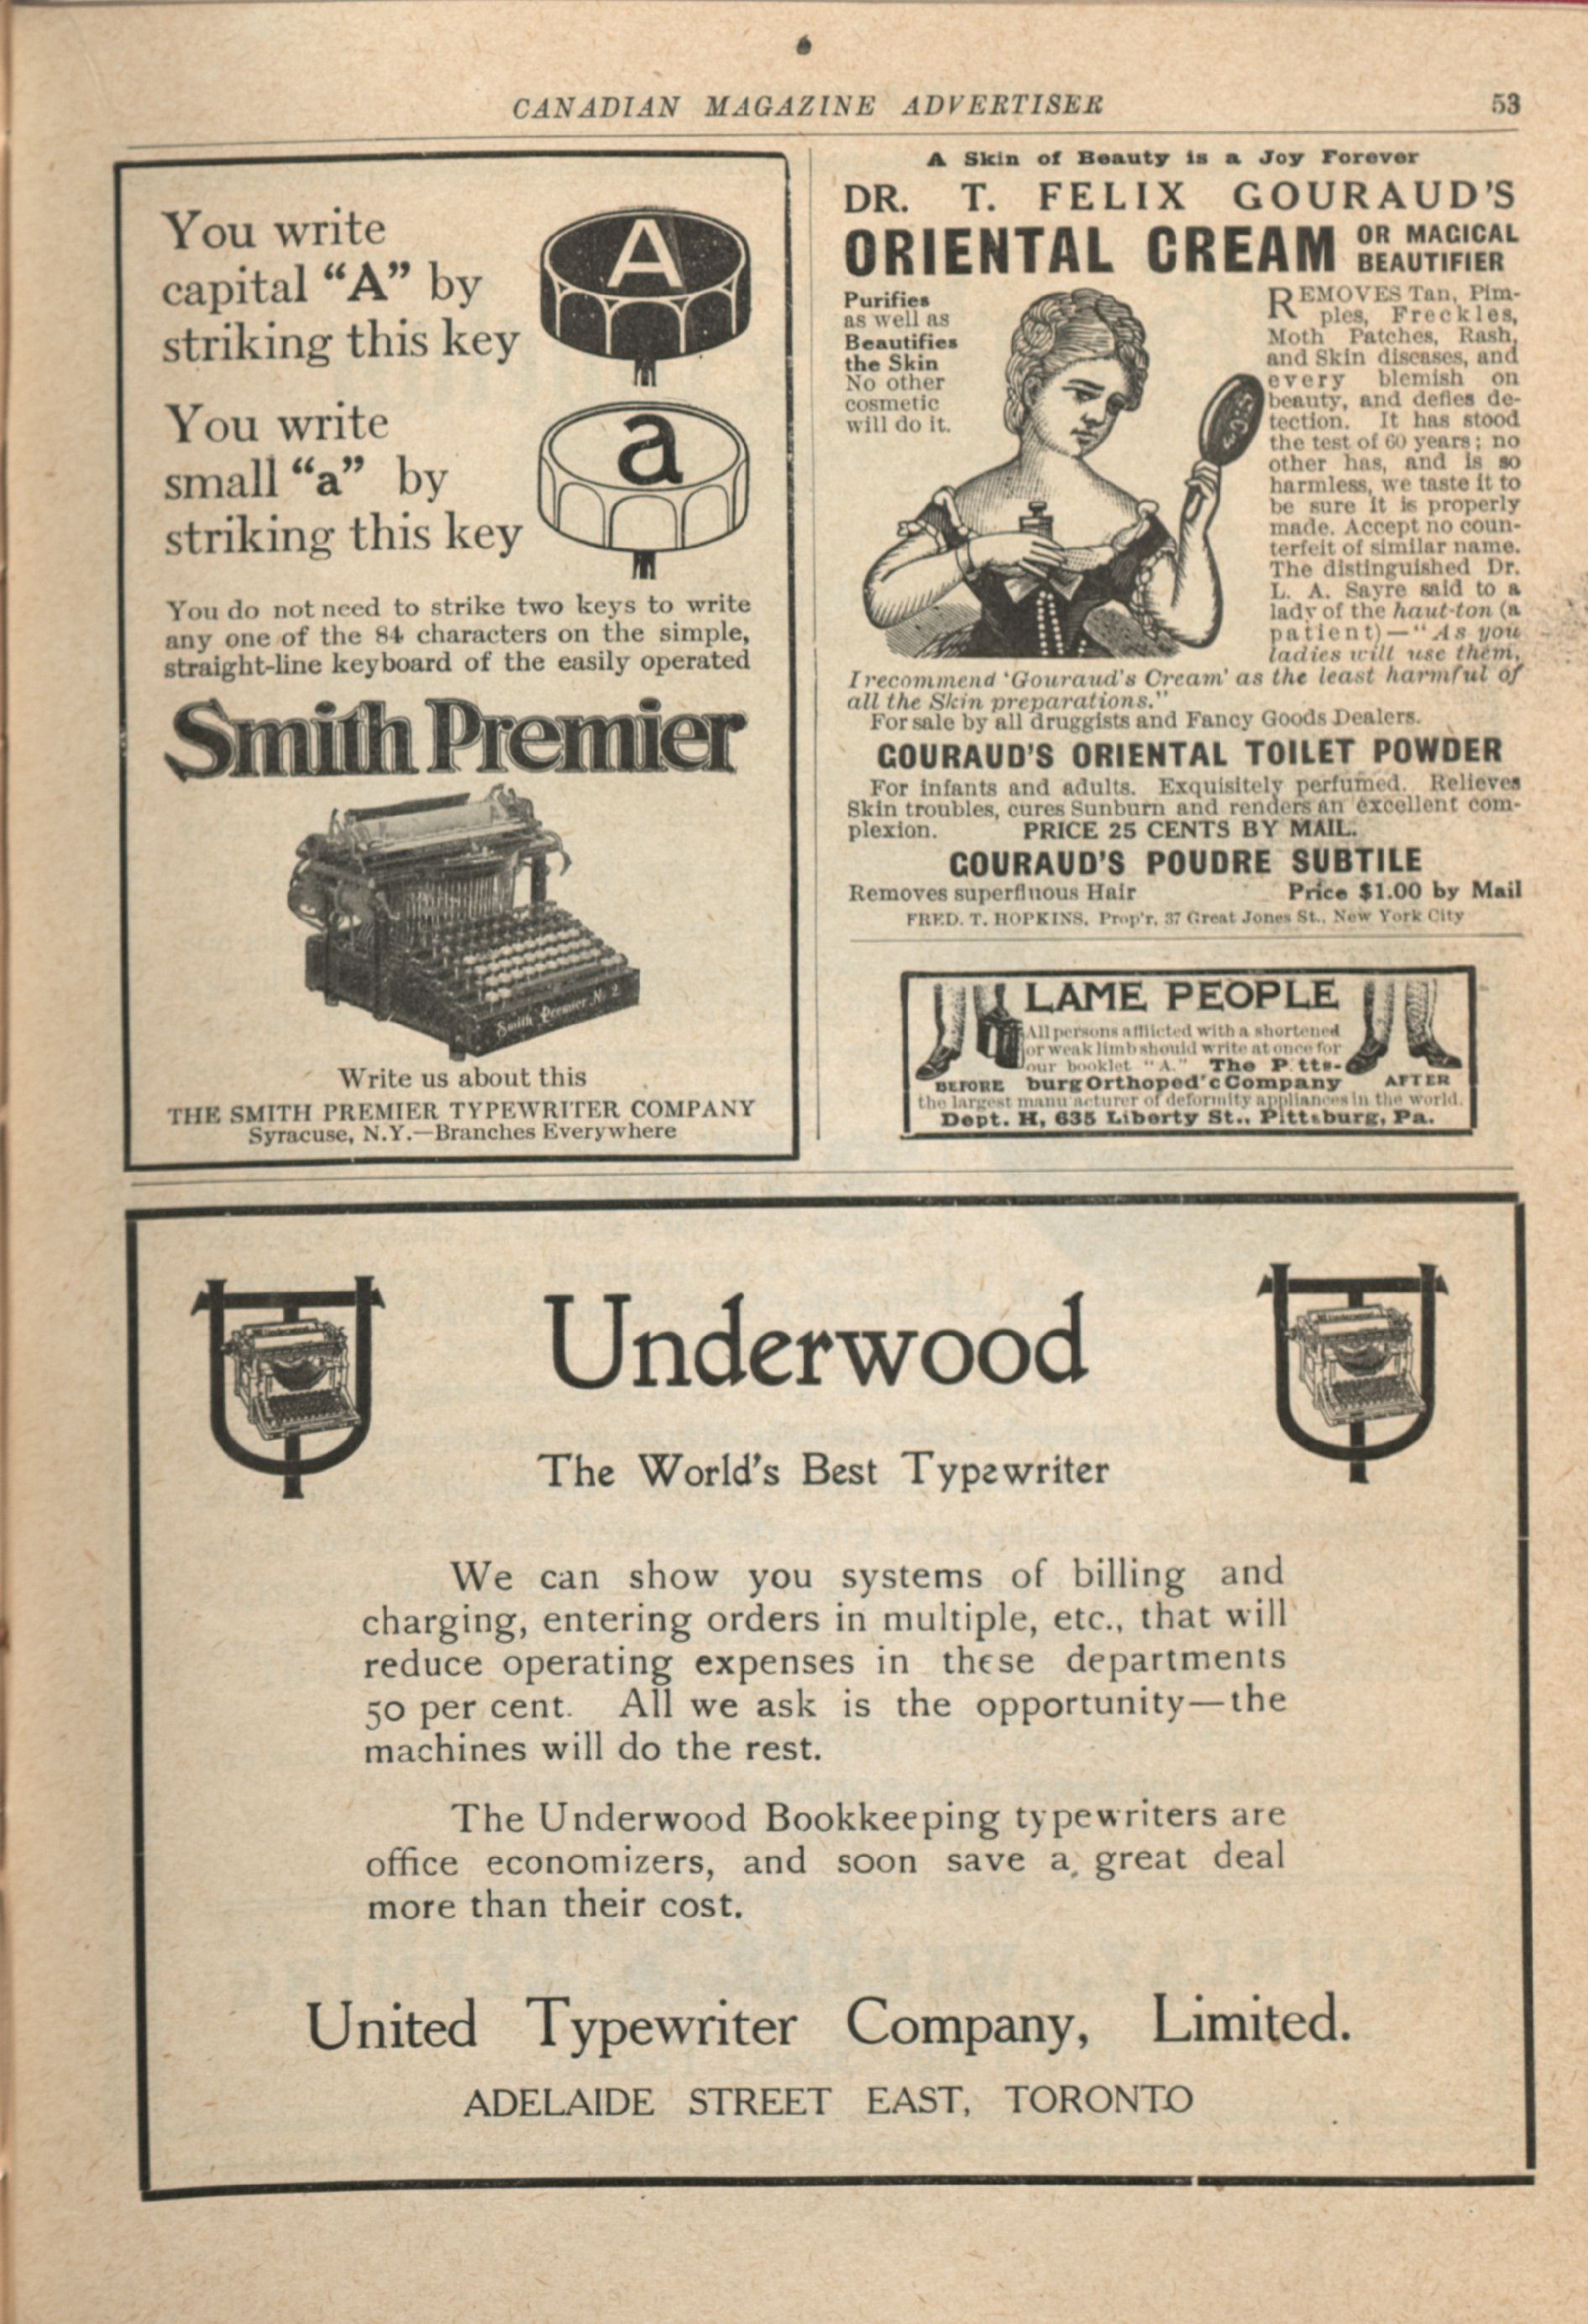 CANADIAN MAGAZINE ADVERTISER 53
You write
capital “A” by
striking this key
A
You write
small “a” by
striking this key
a
You do not need to strike two keys to write
any one of the 84 characters on the simple,
straight-line keyboard of the easily operated
Smith Premier
Smith Premier No 2
Write us about this
THE SMITH PREMIER TYPEWRITER COMPANY
Syracuse, N.Y.—Branches Everywhere
A Skin of Beauty is a Joy Forever
DR. T. FELIX GOURAUD'S
ORIENTAL CREAM OR MAGICAL
BEAUTIFIER
Purifies
as well as
Beautifies
the Skin
No other
cosmetic
will do it.
REMOVES Tan, Pim-
ples, Freckles,
Moth Patches, Rash,
and Skin diseases, and
every blemish on
beauty, and defies de-
tection. It has stood
the test of 60 years; no
other has, and is so
harmless, we taste it to
be sure it is properly
made. Accept no coun-
terfeit of similar name.
The distinguished Dr.
L. A. Sayre said to a
lady of the haut-ton (a
patient)—“As you
ladies will use them,
I recommend ‘Gouraud's Cream’ as the least harmful of
all the Skin preparations.”
For sale by all druggists and Fancy Goods Dealers.
GOURAUD'S ORIENTAL TOILET POWDER
For infants and adults. Exquisitely perfumed. Relieves
Skin troubles, cures Sunburn and renders an excellent com-
plexion. PRICE 25 CENTS BY MAIL.
GOURAUD'S POUDRE SUBTILE
Removes superfluous Hair Price $1.00 by Mail
FRED. T. HOPKINS, Prop'r, 37 Great Jones St., New York City
LAME PEOPLE
All persons afflicted with a shortened
or weak limb should write at once for
our booklet “A.” The P tts-
BEFORE burg Orthoped'c Company AFTER
the largest manu acturer of deformity appliances in the world.
Dept. H, 635 Liberty St., Pittsburg, Pa.
Underwood
The World's Best Typewriter
We can show you systems of billing and
charging, entering orders in multiple, etc., that will
reduce operating expenses in these departments
50 per cent. All we ask is the opportunity—the
machines will do the rest.
The Underwood Bookkeeping typewriters are
office economizers, and soon save a great deal
more than their cost.
United Typewriter Company, Limited.
ADELAIDE STREET EAST, TORONTO